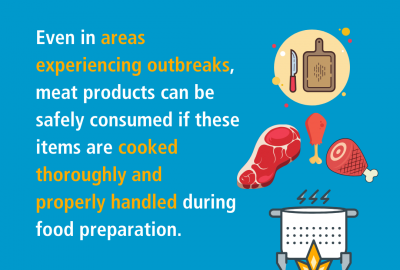 Even in areas
experiencing outbreaks,
meat products can be
safely consumed if these
items are cooked
thoroughly and
properly handled during
food preparation.